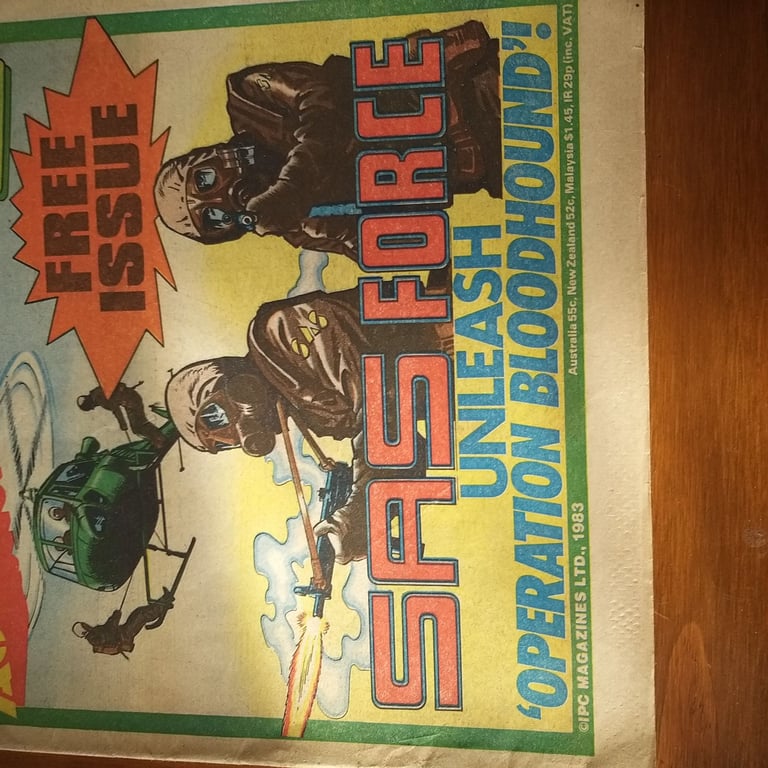 FREE
ISSUE
SAS
SAS FORCE
UNLEASH
'OPERATION BLOODHOUND'!
Australia 55c, New Zealand 52c, Malaysia $1.45, IR 29p (inc. VAT)
©IPC MAGAZINES LTD., 1983